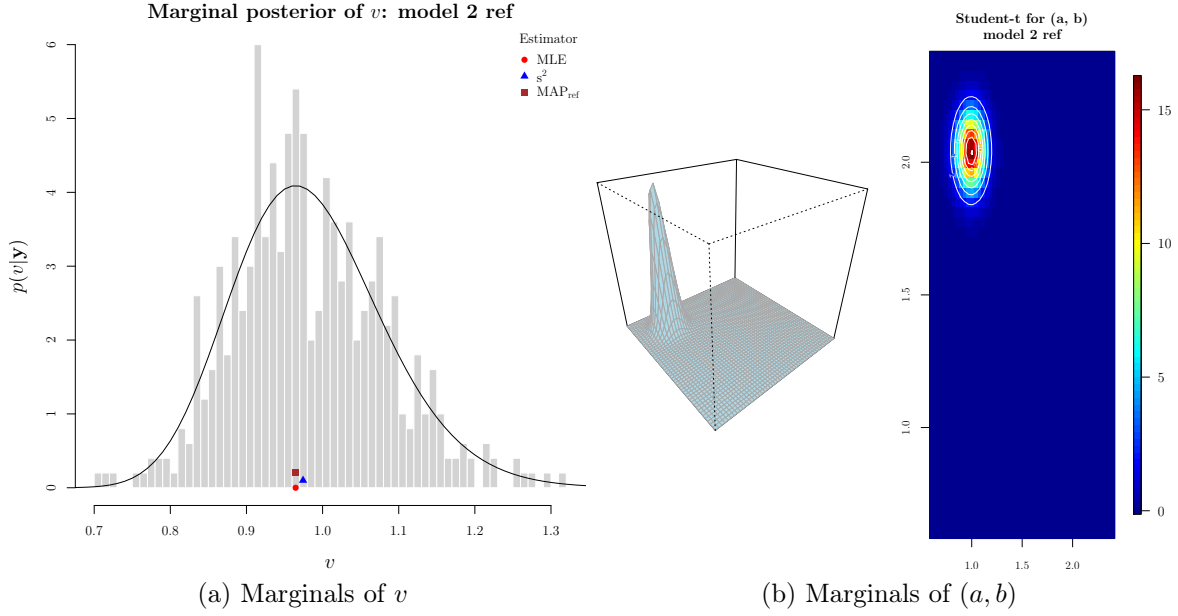 Marginal posterior of v: model 2 ref
Estimator
MLE
s²
MAP_ref
p(v|y)
6
5
4
3
2
1
0
0.7 0.8 0.9 1.0 1.1 1.2 1.3
v
(a) Marginals of v
Student-t for (a, b)
model 2 ref
2.0
1.5
1.0
1.0 1.5 2.0
15
10
5
0
(b) Marginals of (a, b)